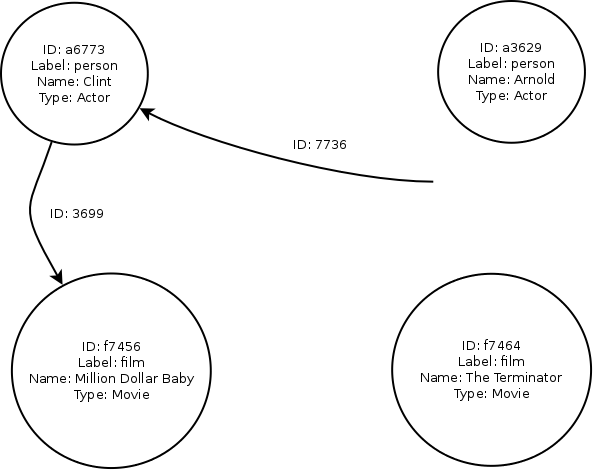 ID: a6773
Label: person
Name: Clint
Type: Actor
ID: a3629
Label: person
Name: Arnold
Type: Actor
ID: 7736
ID: 3699
ID: f7456
Label: film
Name: Million Dollar Baby
Type: Movie
ID: f7464
Label: film
Name: The Terminator
Type: Movie